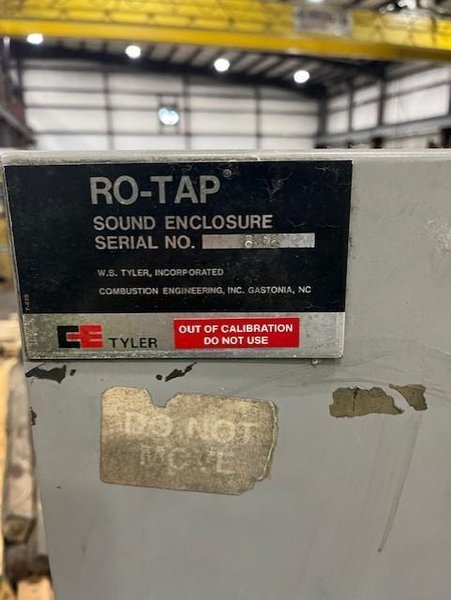 RO-TAP
SOUND ENCLOSURE
SERIAL NO.
W.S. TYLER, INCORPORATED
COMBUSTION ENGINEERING, INC. GASTONIA, NC
CE TYLER
OUT OF CALIBRATION
DO NOT USE
DO NOT
MOVE